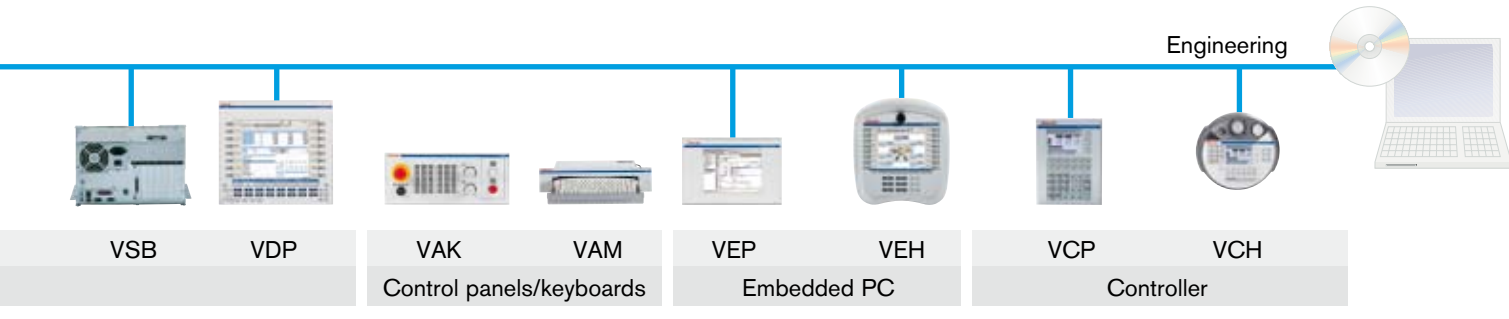 Engineering
VSB VDP VAK VAM VEP VEH VCP VCH
Control panels/keyboards Embedded PC Controller